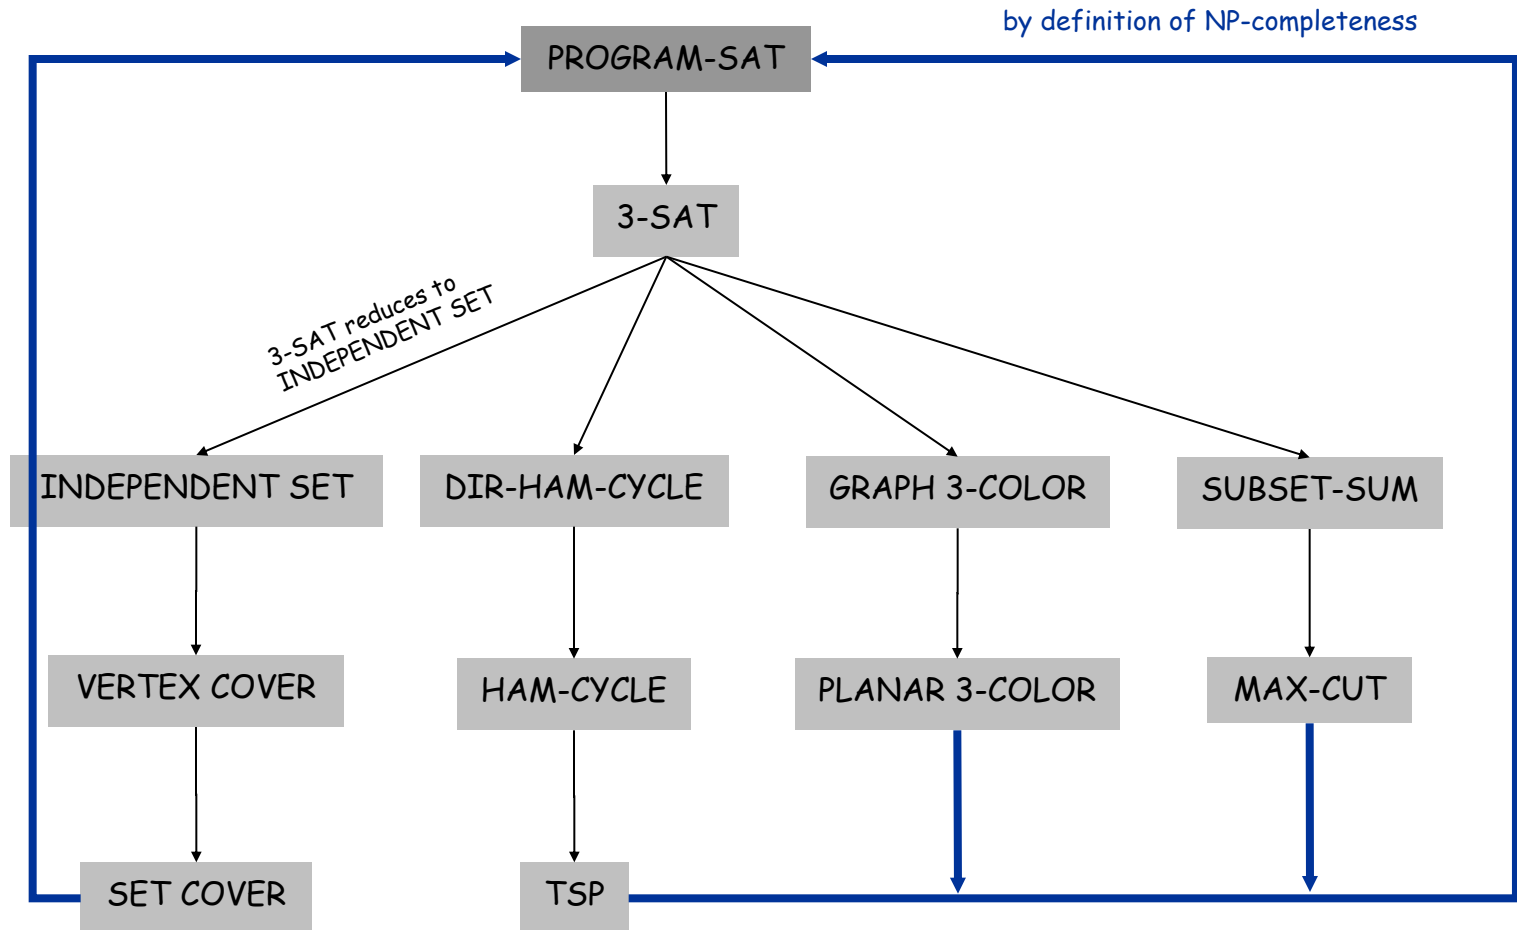 by definition of NP-completeness
PROGRAM-SAT
3-SAT
3-SAT reduces to
INDEPENDENT SET
INDEPENDENT SET
DIR-HAM-CYCLE
GRAPH 3-COLOR
SUBSET-SUM
VERTEX COVER
HAM-CYCLE
PLANAR 3-COLOR
MAX-CUT
SET COVER
TSP